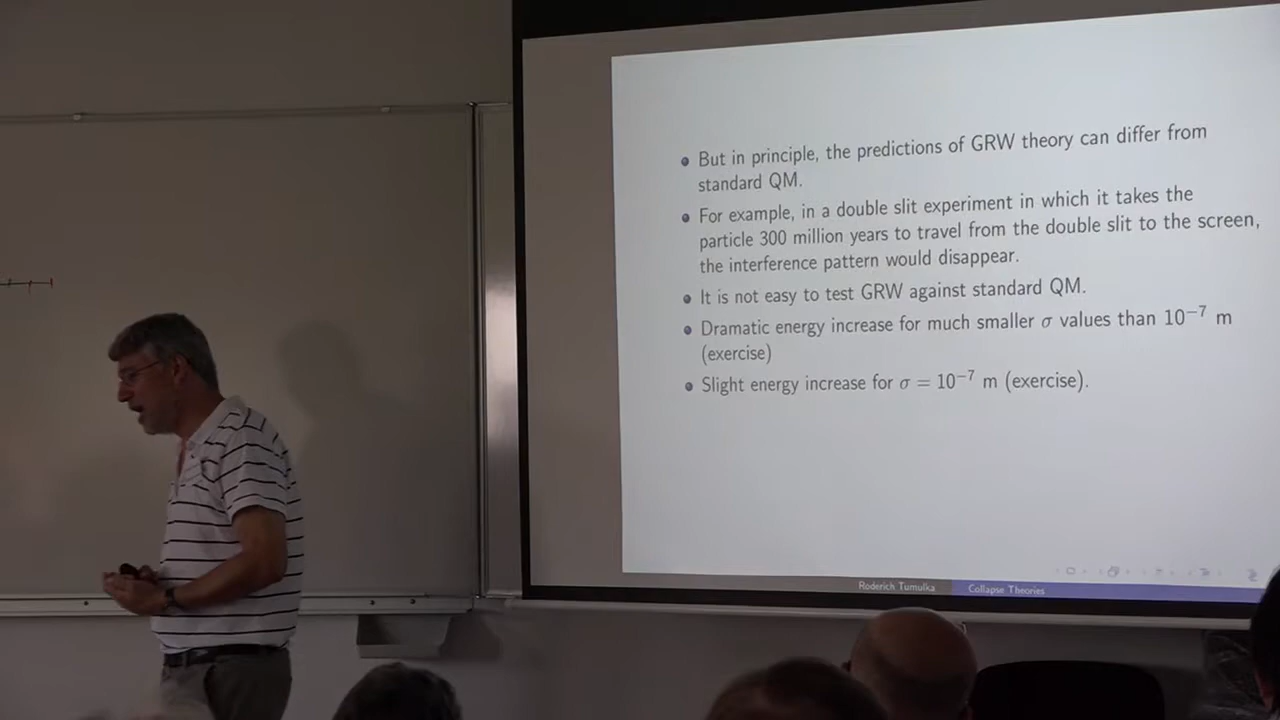 But in principle, the predictions of GRW theory can differ from
standard QM.
For example, in a double slit experiment in which it takes the
particle 300 million years to travel from the double slit to the screen,
the interference pattern would disappear.
It is not easy to test GRW against standard QM.
Dramatic energy increase for much smaller σ values than 10⁻⁷ m
(exercise)
Slight energy increase for σ = 10⁻⁷ m (exercise).
Roderich Tumulka Collapse Theories